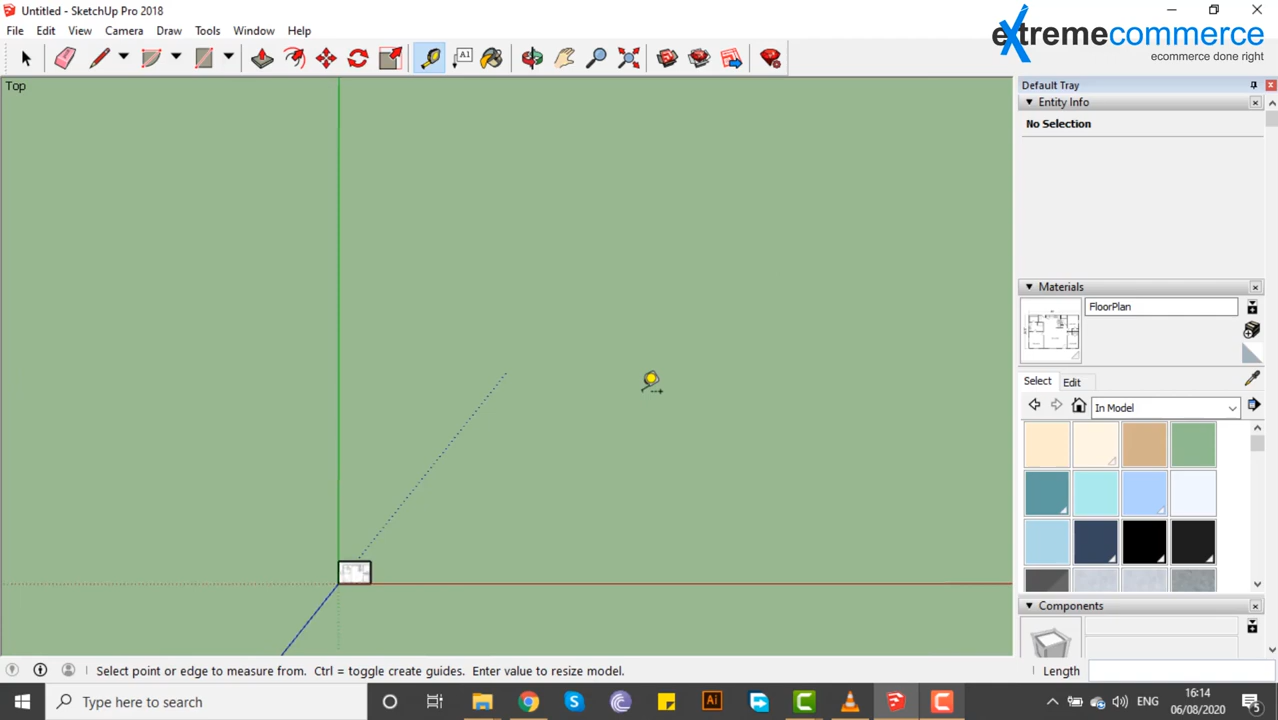 Untitled - SketchUp Pro 2018
File Edit View Camera Draw Tools Window Help
extremecommerce
ecommerce done right
A1
Top
Default Tray
Entity Info
No Selection
Materials
FloorPlan
Select Edit
In Model
Components
Select point or edge to measure from. Ctrl = toggle create guides. Enter value to resize model.
Length
Type here to search
Ai
ENG
16:14
06/08/2020
5